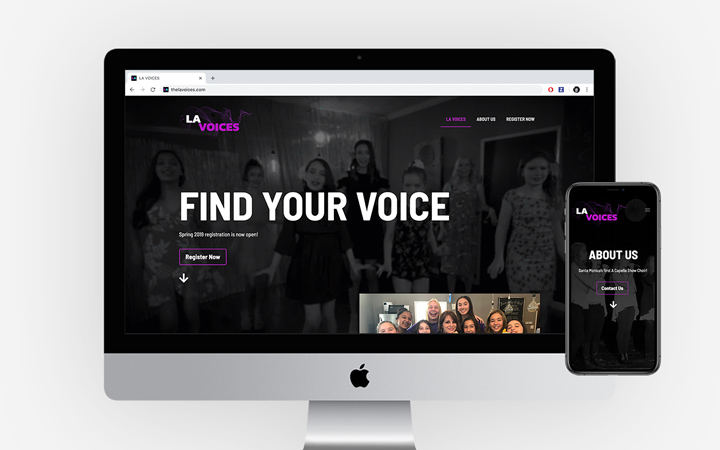 LA VOICES
thelavoices.com
LA
VOICES
LA VOICES ABOUT US REGISTER NOW
FIND YOUR VOICE
Spring 2019 registration is now open!
Register Now
LA
VOICES
ABOUT US
Santa Monica's first A Capella Show Choir!
Contact Us